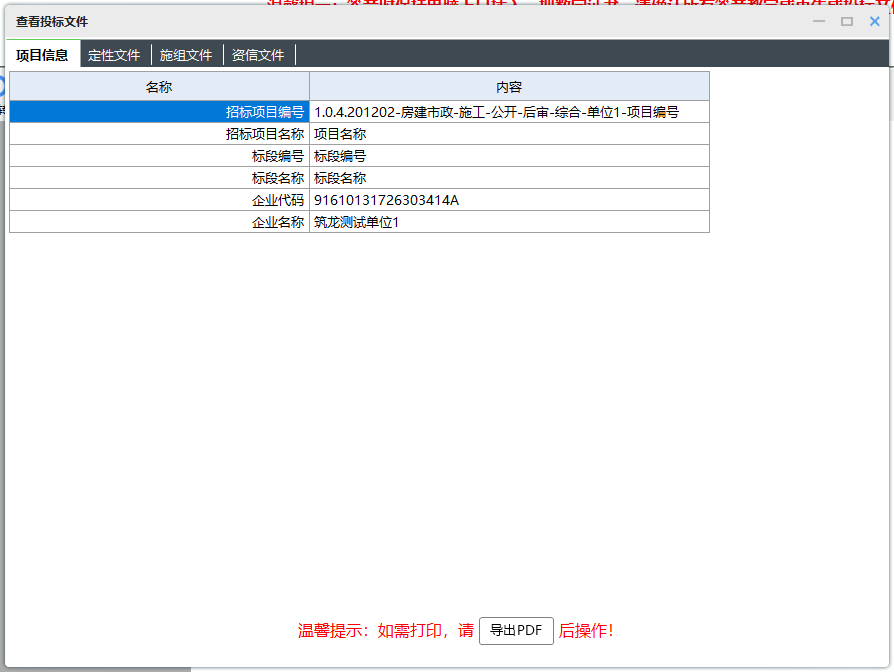 查看投标文件
项目信息 定性文件 施组文件 资信文件
名称 内容
招标项目编号 1.0.4.201202-房建市政-施工-公开-后审-综合-单位1-项目编号
招标项目名称 项目名称
标段编号 标段编号
标段名称 标段名称
企业代码 91610131726303414A
企业名称 筑龙测试单位1
温馨提示：如需打印，请 导出PDF 后操作!